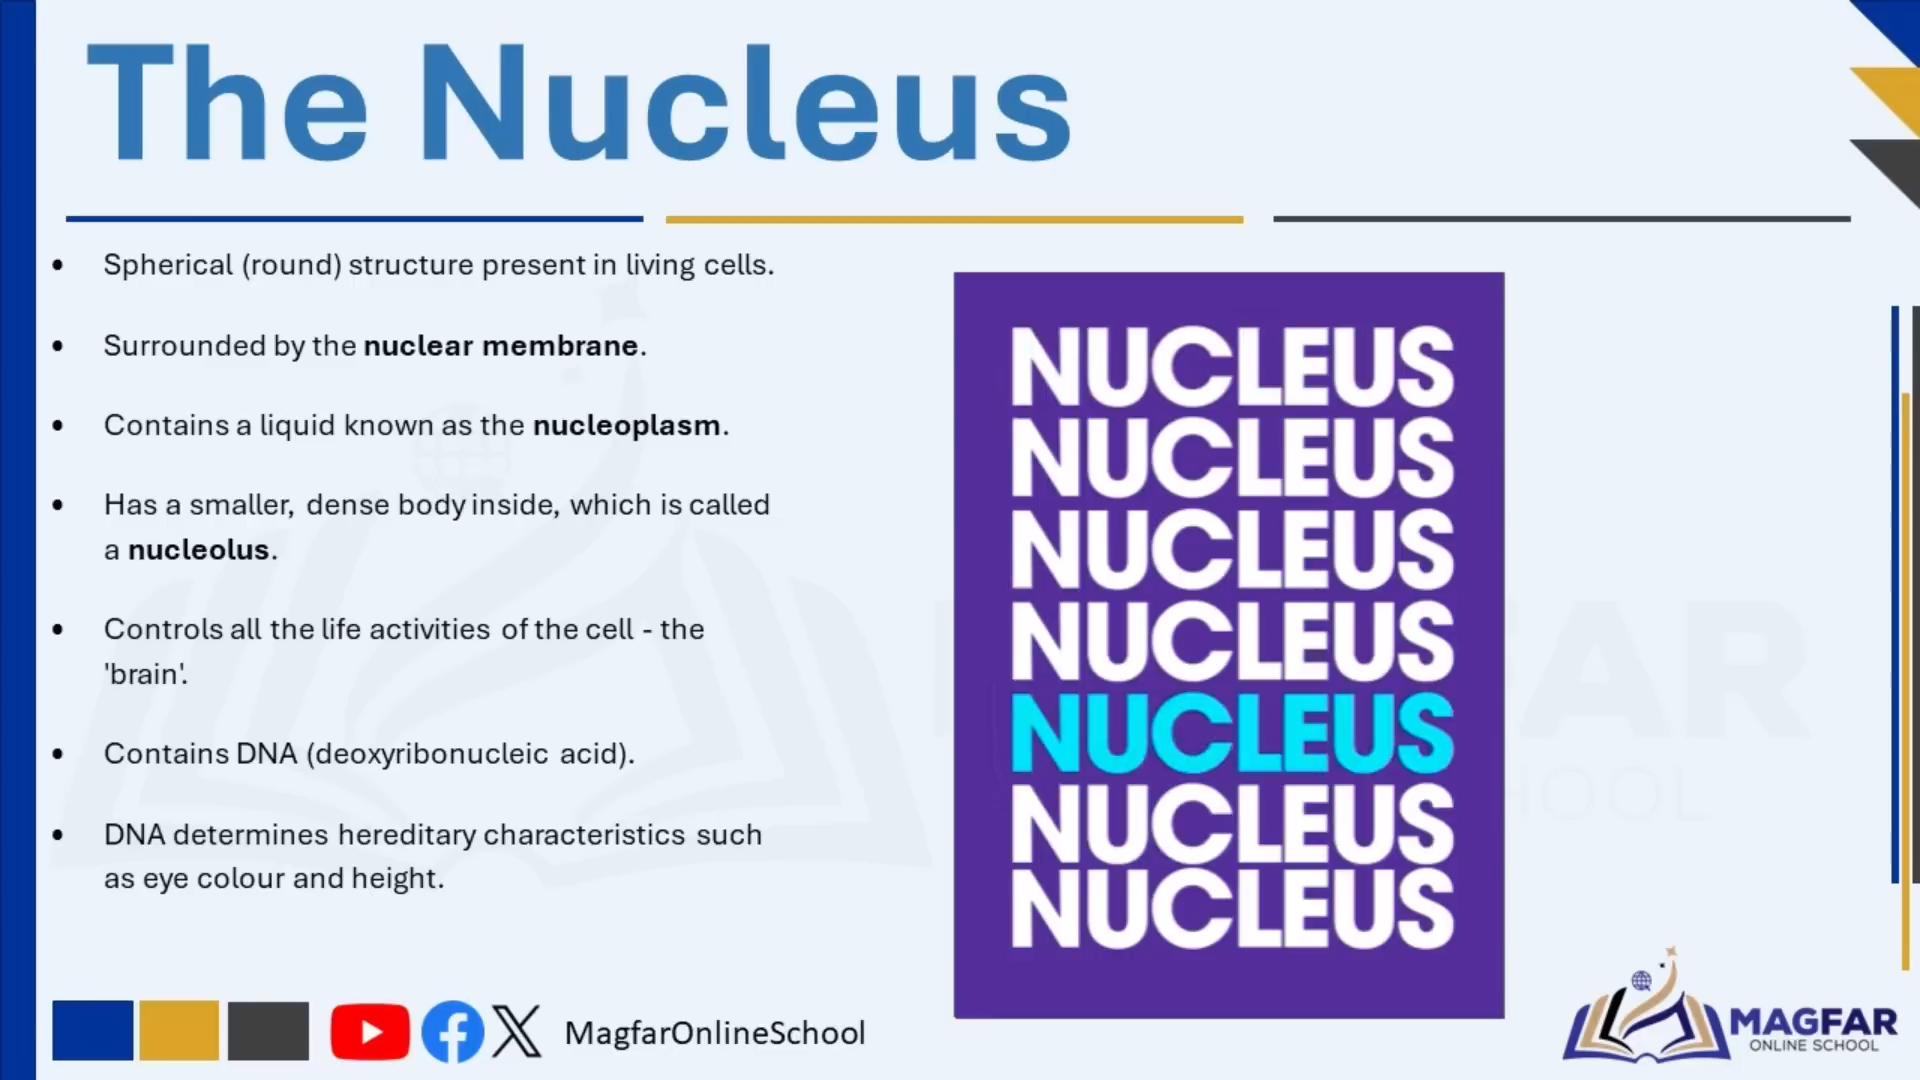 The Nucleus
• Spherical (round) structure present in living cells.
• Surrounded by the nuclear membrane.
• Contains a liquid known as the nucleoplasm.
• Has a smaller, dense body inside, which is called
a nucleolus.
• Controls all the life activities of the cell - the
'brain'.
• Contains DNA (deoxyribonucleic acid).
• DNA determines hereditary characteristics such
as eye colour and height.
NUCLEUS
NUCLEUS
NUCLEUS
NUCLEUS
NUCLEUS
NUCLEUS
NUCLEUS
MagfarOnlineSchool
MAGFAR
ONLINE SCHOOL